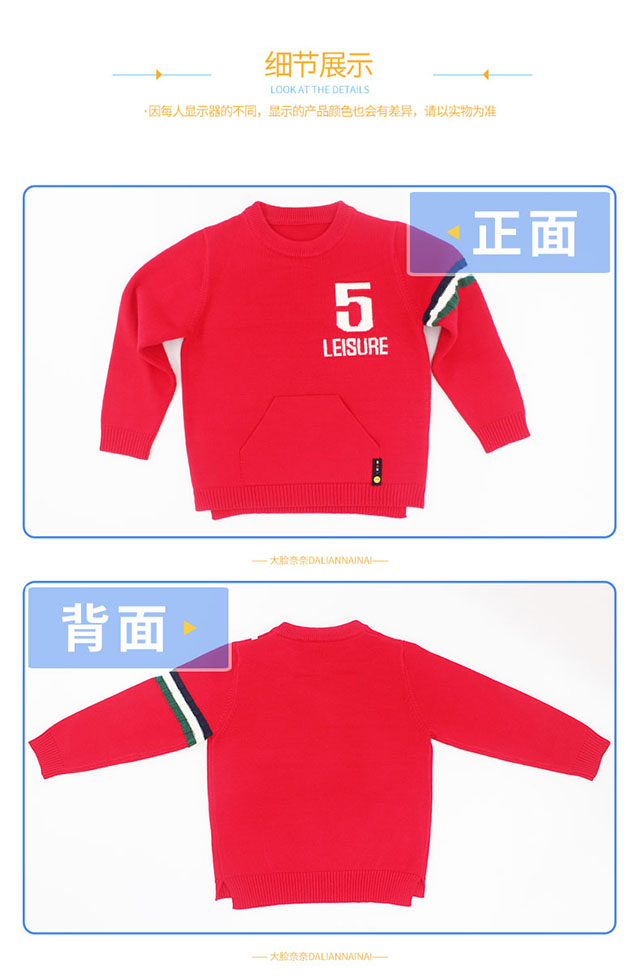 细节展示
LOOK AT THE DETAILS
·因每人显示器的不同，显示的产品颜色也会有差异，请以实物为准
正面
5
LEISURE
大脸奈奈DALIANNAINAI
背面
大脸奈奈DALIANNAINAI